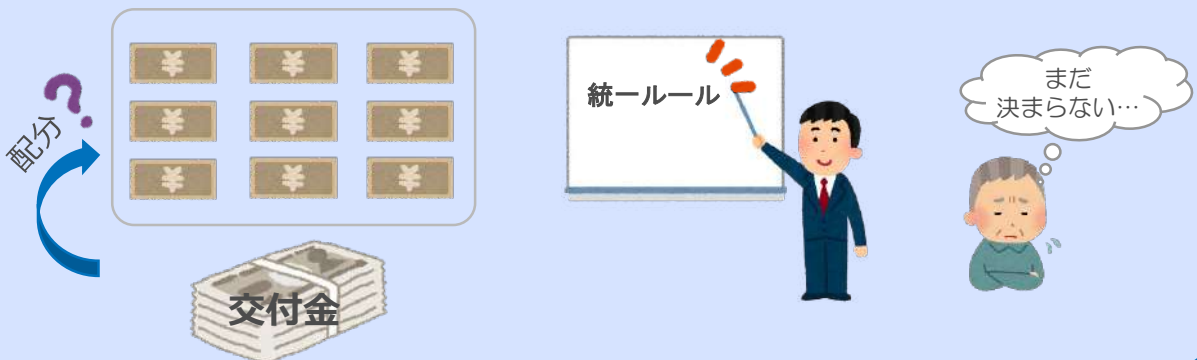 配分?
¥ ¥ ¥
¥ ¥ ¥
¥ ¥ ¥
交付金
統一ルール
まだ
決まらない…